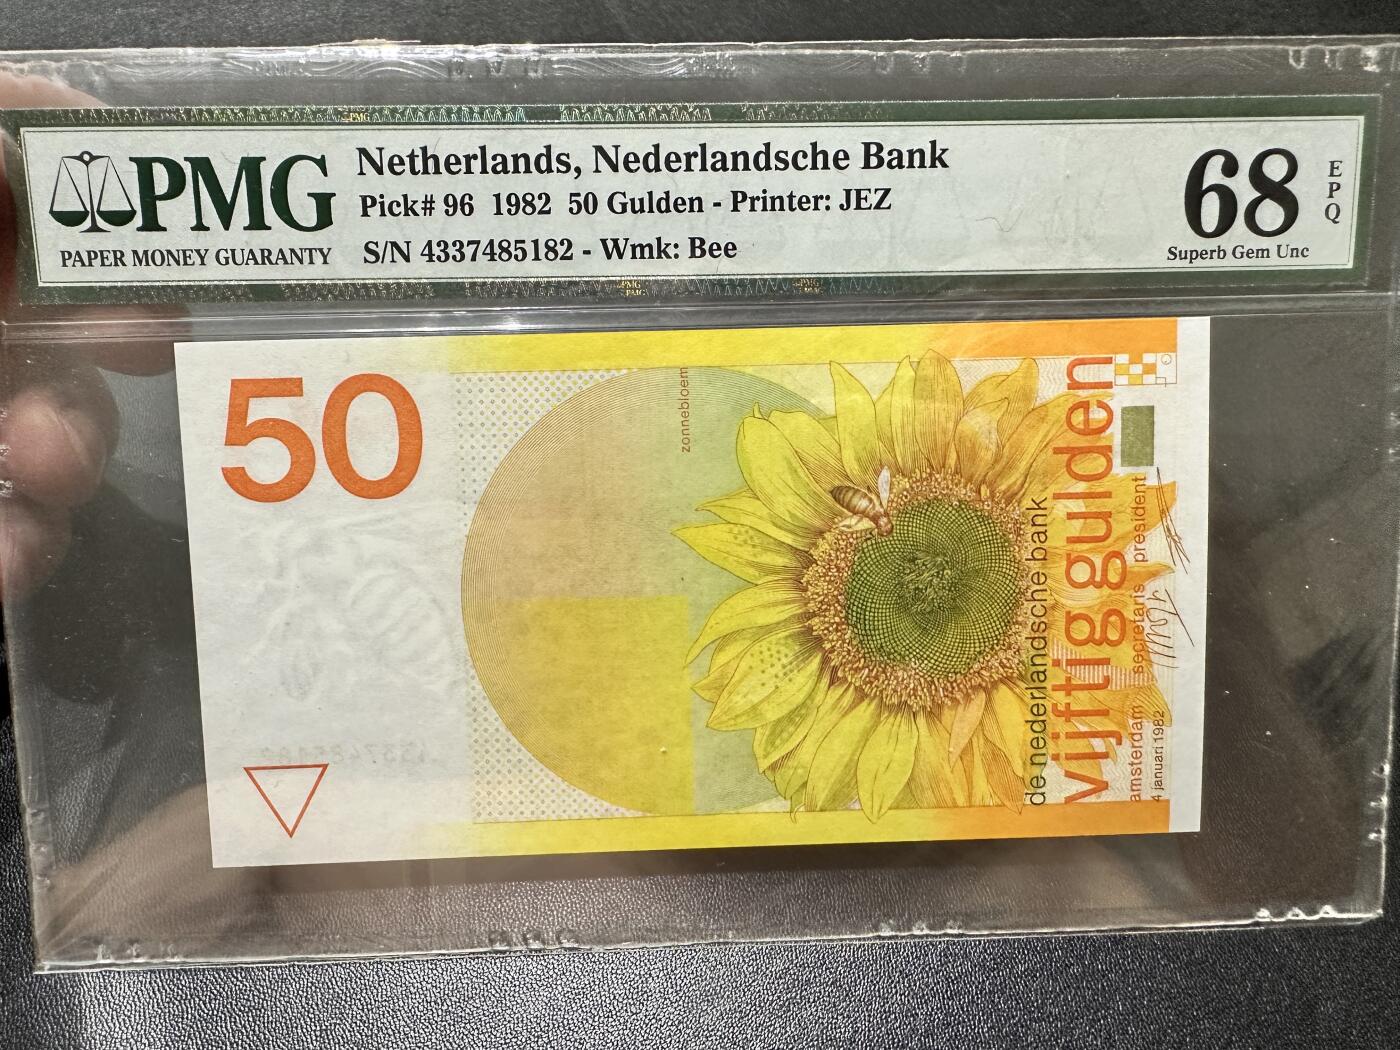 PMG
PAPER MONEY GUARANTY
Netherlands, Nederlandsche Bank
Pick# 96 1982 50 Gulden - Printer: JEZ
S/N 4337485182 - Wmk: Bee
68
EPQ
Superb Gem Unc
50
zonnebloem
de nederlandsche bank
vijftig gulden
amsterdam secretaris president
4 januari 1982